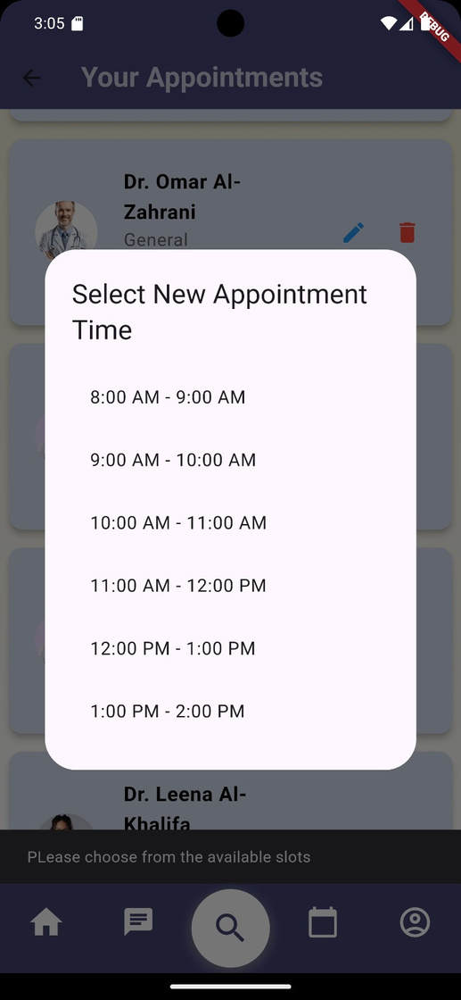 3:05
DEBUG
Your Appointments
Dr. Omar Al-
Zahrani
General
Select New Appointment
Time
8:00 AM - 9:00 AM
9:00 AM - 10:00 AM
10:00 AM - 11:00 AM
11:00 AM - 12:00 PM
12:00 PM - 1:00 PM
1:00 PM - 2:00 PM
Dr. Leena Al-
Khalifa
PLease choose from the available slots